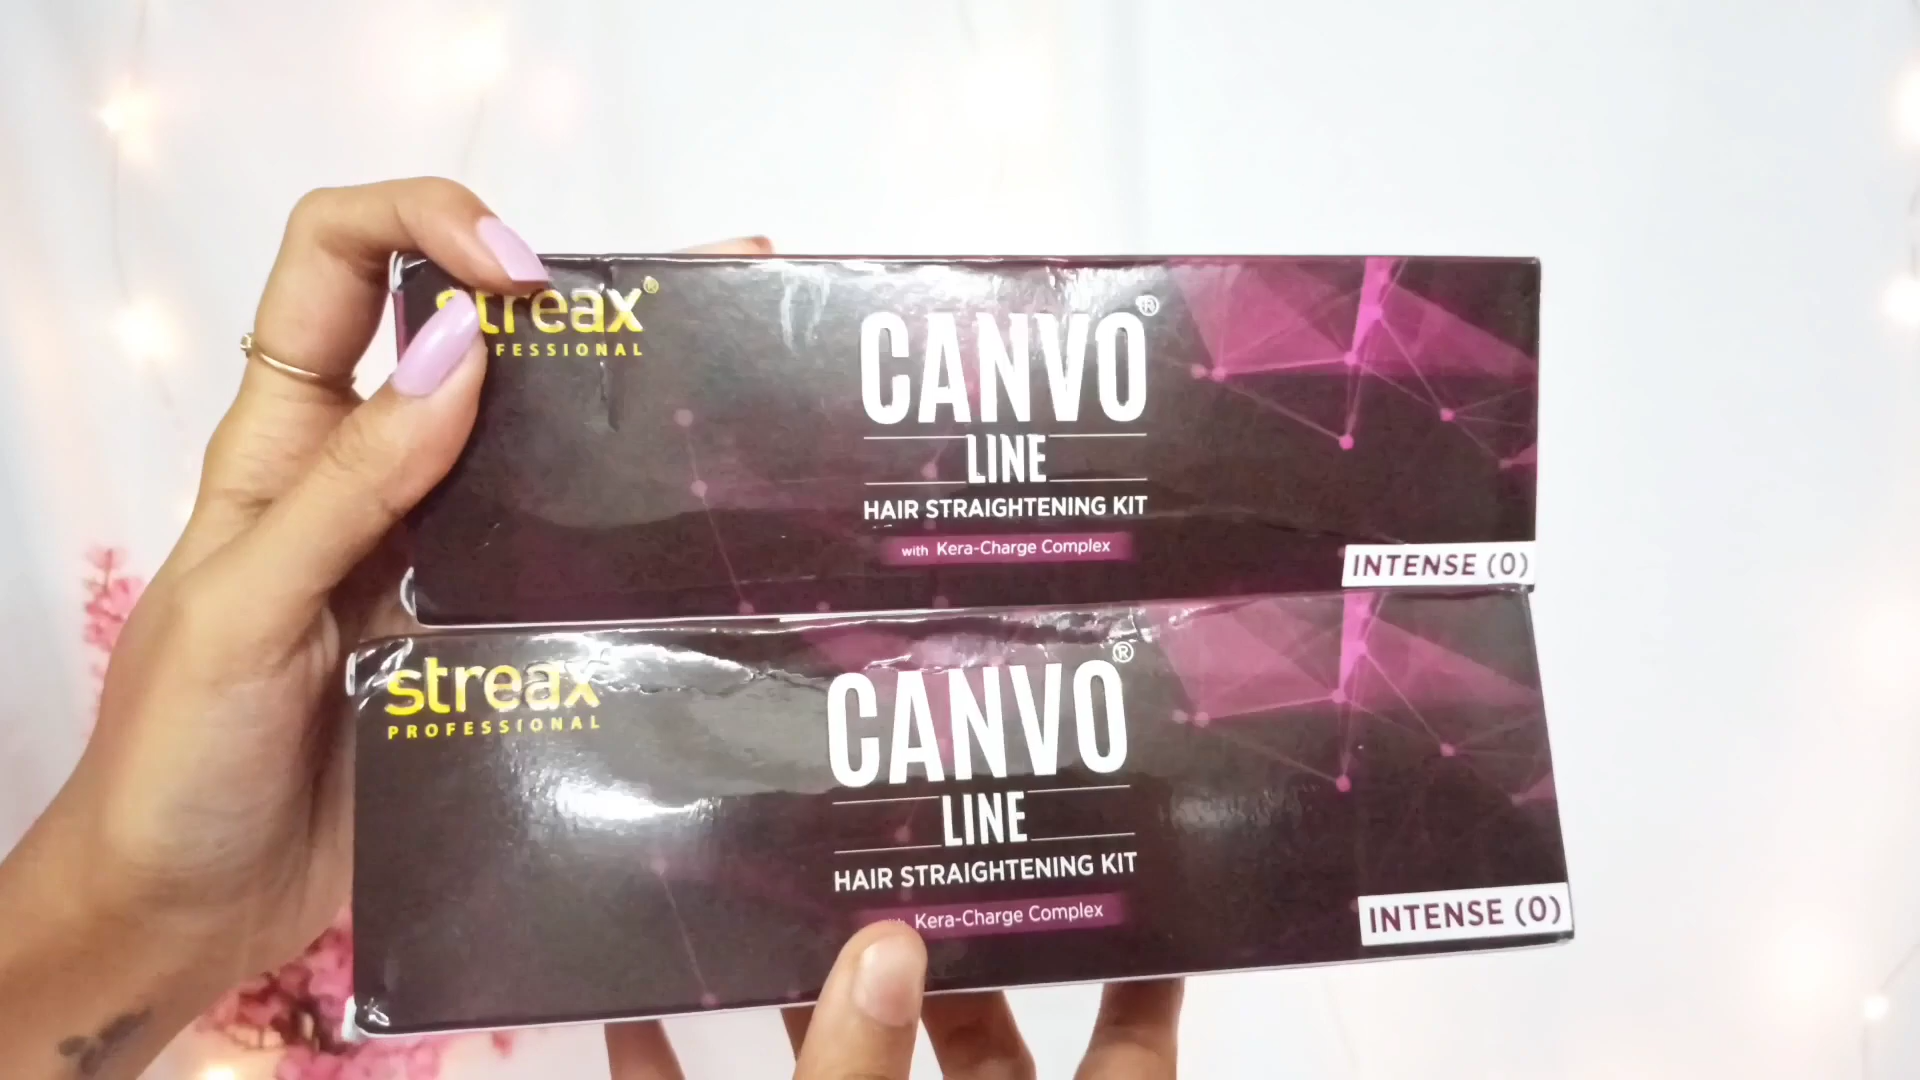 streax®
FESSIONAL
CANVO®
LINE
HAIR STRAIGHTENING KIT
with Kera-Charge Complex
INTENSE (0)
streax
PROFESSIONAL
CANVO®
LINE
HAIR STRAIGHTENING KIT
Kera-Charge Complex
INTENSE (0)